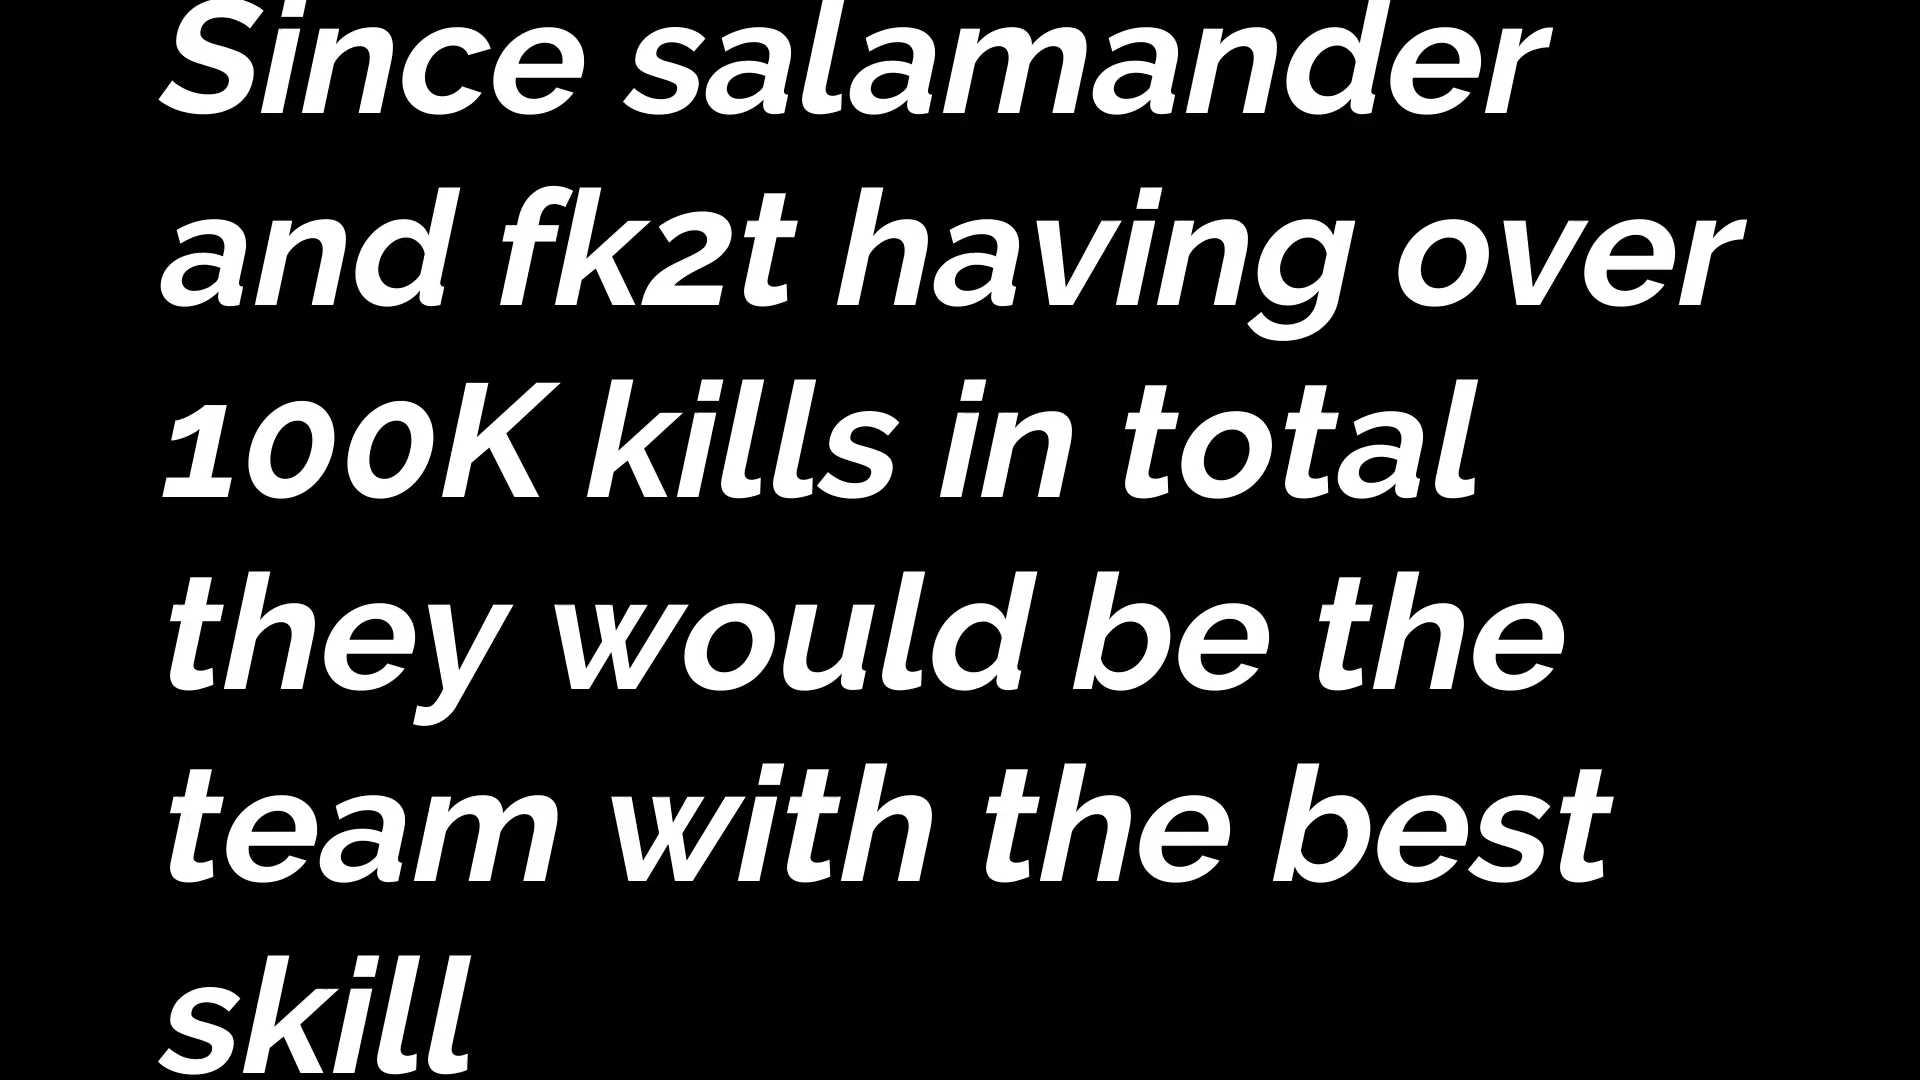 Since salamander
and fk2t having over
100K kills in total
they would be the
team with the best
skill